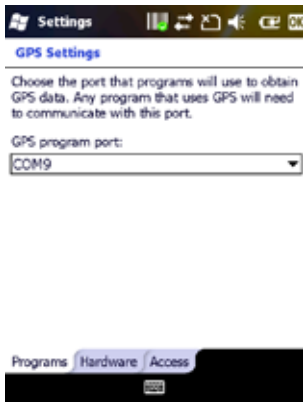 Settings
GPS Settings
Choose the port that programs will use to obtain
GPS data. Any program that uses GPS will need
to communicate with this port.
GPS program port:
COM9
Programs Hardware Access